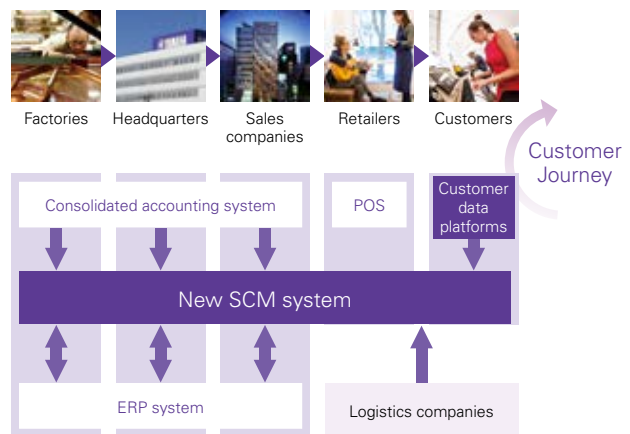 Factories
Headquarters
Sales
companies
Retailers
Customers
Customer
Journey
Consolidated accounting system
POS
Customer
data
platforms
New SCM system
ERP system
Logistics companies